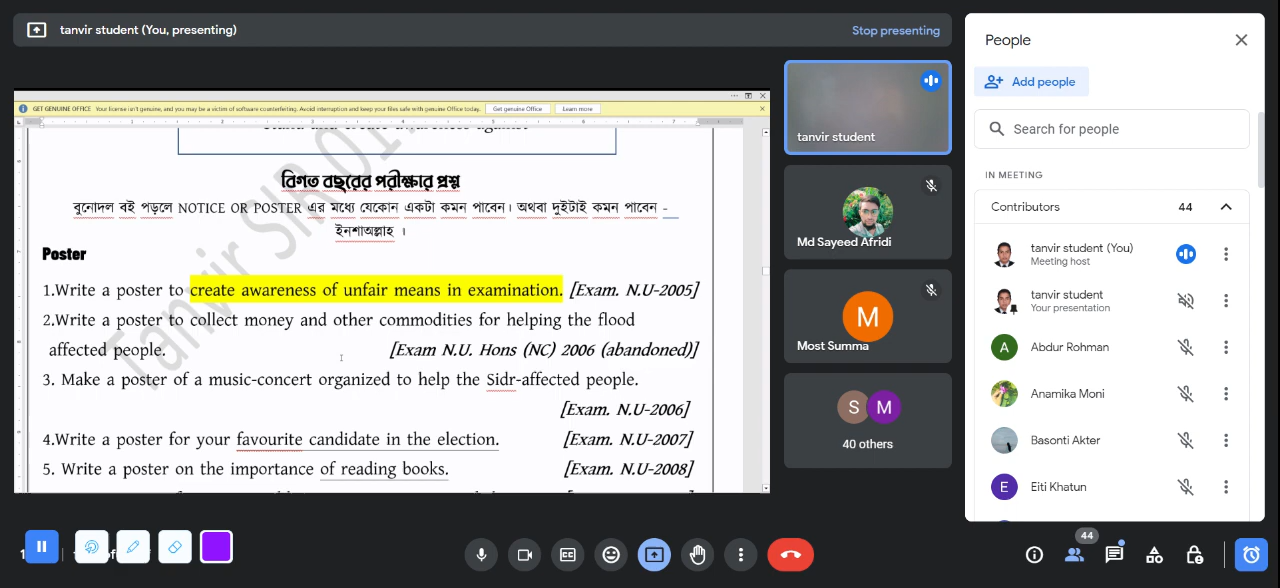 tanvir student (You, presenting)
Stop presenting
GET GENUINE OFFICE Your license isn't genuine, and you may be a victim of software counterfeiting. Avoid interruption and keep your files safe with genuine Office today. Get genuine Office Learn more
বিগত বছরের পরীক্ষার প্রশ্ন
বুনোদল বই পড়লে NOTICE OR POSTER এর মধ্যে যেকোন একটা কমন পাবেন। অথবা দুইটাই কমন পাবেন -
ইনশাঅল্লাহ ।
Poster
1.Write a poster to create awareness of unfair means in examination. [Exam. N.U-2005]
2.Write a poster to collect money and other commodities for helping the flood
affected people. [Exam N.U. Hons (NC) 2006 (abandoned)]
3. Make a poster of a music-concert organized to help the Sidr-affected people.
[Exam. N.U-2006]
4.Write a poster for your favourite candidate in the election. [Exam. N.U-2007]
5. Write a poster on the importance of reading books. [Exam. N.U-2008]
Tanvir SIR 01
tanvir student
Md Sayeed Afridi
M
Most Summa
S M
40 others
People
Add people
Search for people
IN MEETING
Contributors 44
tanvir student (You)
Meeting host
tanvir student
Your presentation
A Abdur Rohman
Anamika Moni
Basonti Akter
E Eiti Khatun
44